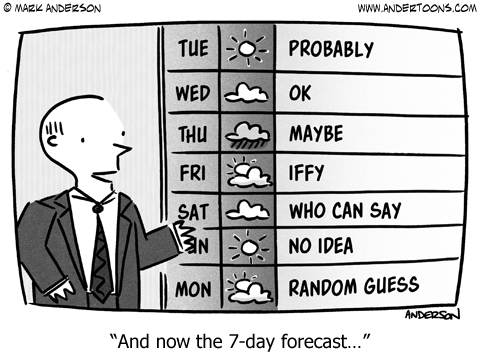 © MARK ANDERSON
WWW.ANDERTOONS.COM
TUE PROBABLY
WED OK
THU MAYBE
FRI IFFY
SAT WHO CAN SAY
UN NO IDEA
MON RANDOM GUESS
ANDERSON
“And now the 7-day forecast…”